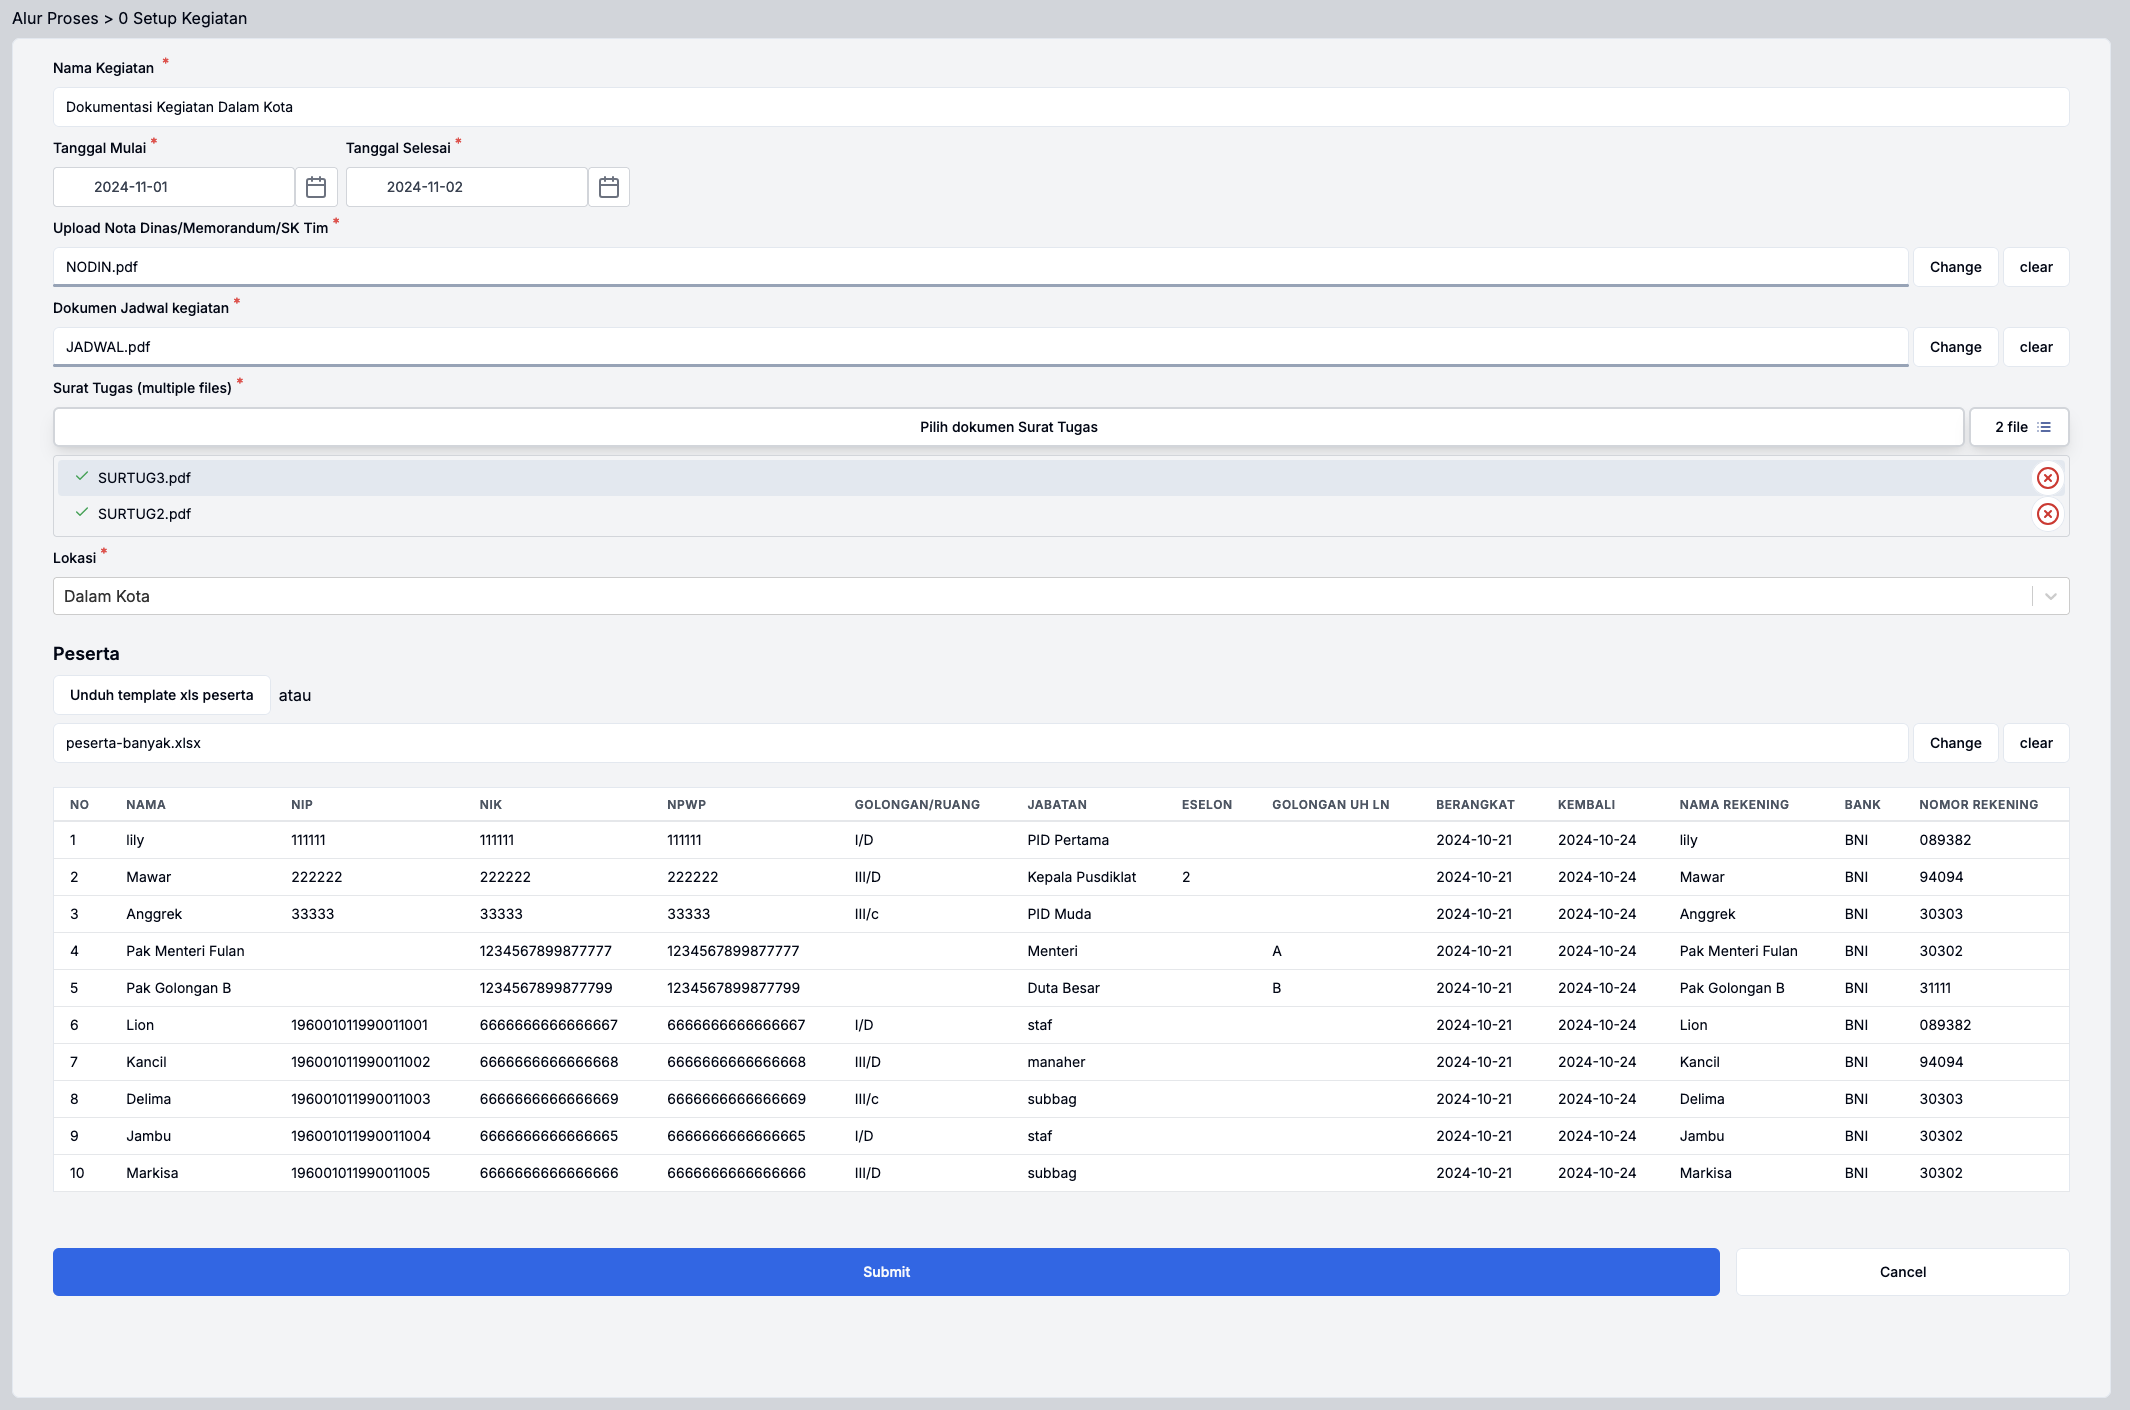 Alur Proses > 0 Setup Kegiatan
Nama Kegiatan *
Dokumentasi Kegiatan Dalam Kota
Tanggal Mulai * Tanggal Selesai *
2024-11-01 2024-11-02
Upload Nota Dinas/Memorandum/SK Tim *
NODIN.pdf Change clear
Dokumen Jadwal kegiatan *
JADWAL.pdf Change clear
Surat Tugas (multiple files) *
Pilih dokumen Surat Tugas 2 file
SURTUG3.pdf
SURTUG2.pdf
Lokasi *
Dalam Kota
Peserta
Unduh template xls peserta atau
peserta-banyak.xlsx Change clear
NO NAMA NIP NIK NPWP GOLONGAN/RUANG JABATAN ESELON GOLONGAN UH LN BERANGKAT KEMBALI NAMA REKENING BANK NOMOR REKENING
1 lily 111111 111111 111111 I/D PID Pertama 2024-10-21 2024-10-24 lily BNI 089382
2 Mawar 222222 222222 222222 III/D Kepala Pusdiklat 2 2024-10-21 2024-10-24 Mawar BNI 94094
3 Anggrek 33333 33333 33333 III/c PID Muda 2024-10-21 2024-10-24 Anggrek BNI 30303
4 Pak Menteri Fulan 1234567899877777 1234567899877777 Menteri A 2024-10-21 2024-10-24 Pak Menteri Fulan BNI 30302
5 Pak Golongan B 1234567899877799 1234567899877799 Duta Besar B 2024-10-21 2024-10-24 Pak Golongan B BNI 31111
6 Lion 196001011990011001 6666666666666667 6666666666666667 I/D staf 2024-10-21 2024-10-24 Lion BNI 089382
7 Kancil 196001011990011002 6666666666666668 6666666666666668 III/D manaher 2024-10-21 2024-10-24 Kancil BNI 94094
8 Delima 196001011990011003 6666666666666669 6666666666666669 III/c subbag 2024-10-21 2024-10-24 Delima BNI 30303
9 Jambu 196001011990011004 6666666666666665 6666666666666665 I/D staf 2024-10-21 2024-10-24 Jambu BNI 30302
10 Markisa 196001011990011005 6666666666666666 6666666666666666 III/D subbag 2024-10-21 2024-10-24 Markisa BNI 30302
Submit Cancel